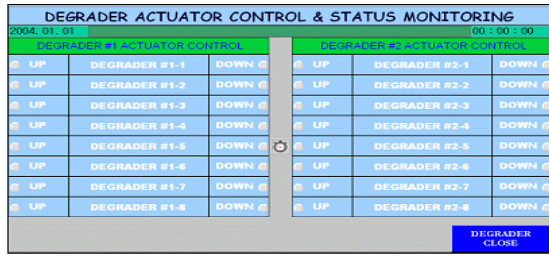 DEGRADER ACTUATOR CONTROL & STATUS MONITORING
2004. 01. 01 00 : 00 : 00
DEGRADER #1 ACTUATOR CONTROL DEGRADER #2 ACTUATOR CONTROL
UP DEGRADER #1-1 DOWN UP DEGRADER #2-1 DOWN
UP DEGRADER #1-2 DOWN UP DEGRADER #2-2 DOWN
UP DEGRADER #1-3 DOWN UP DEGRADER #2-3 DOWN
UP DEGRADER #1-4 DOWN UP DEGRADER #2-4 DOWN
UP DEGRADER #1-5 DOWN UP DEGRADER #2-5 DOWN
UP DEGRADER #1-6 DOWN UP DEGRADER #2-6 DOWN
UP DEGRADER #1-7 DOWN UP DEGRADER #2-7 DOWN
UP DEGRADER #1-8 DOWN UP DEGRADER #2-8 DOWN
DEGRADER
CLOSE